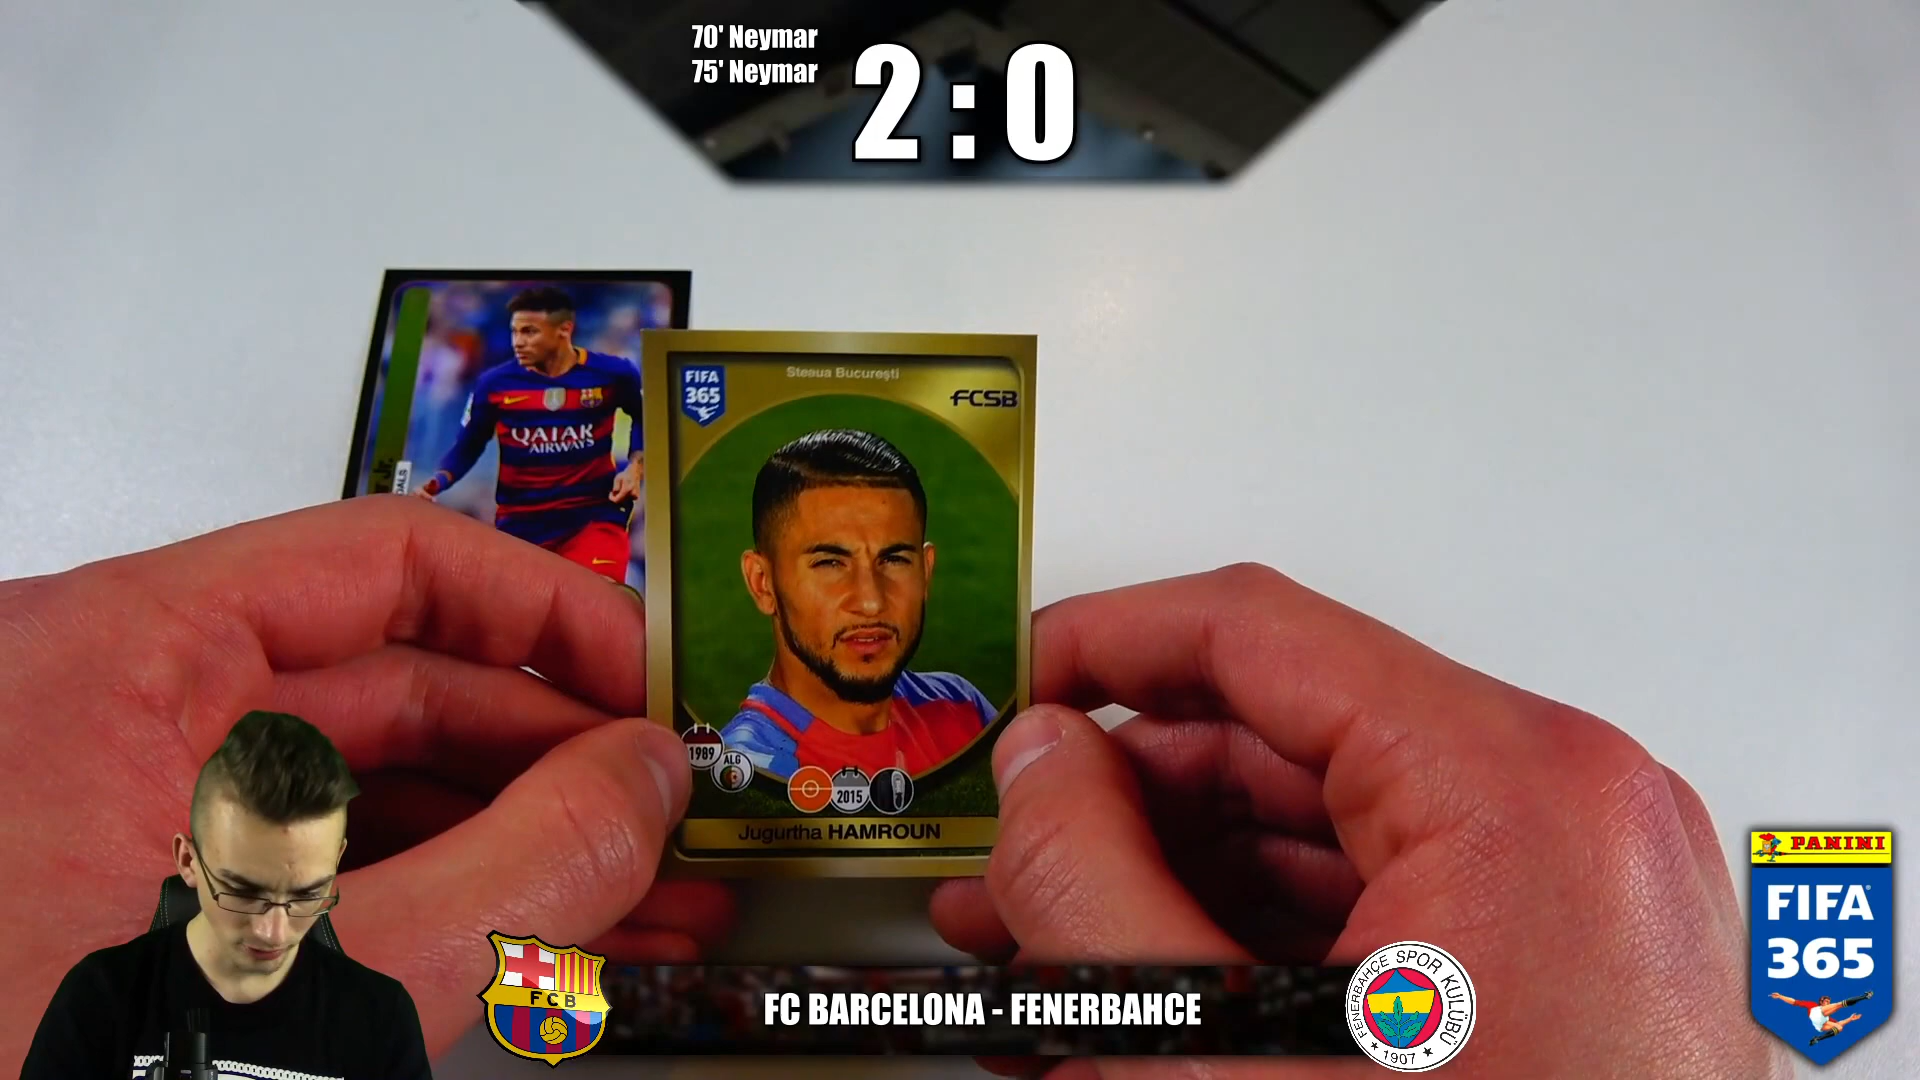 70' Neymar
75' Neymar
2 : 0
QATAR
AIRWAYS
FIFA
365
Steaua București
FCSB
1989
ALG
2015
Jugurtha HAMROUN
FCB
FC BARCELONA - FENERBAHCE
FENERBAHÇE SPOR KULÜBÜ
★ 1907 ★
PANINI
FIFA
365